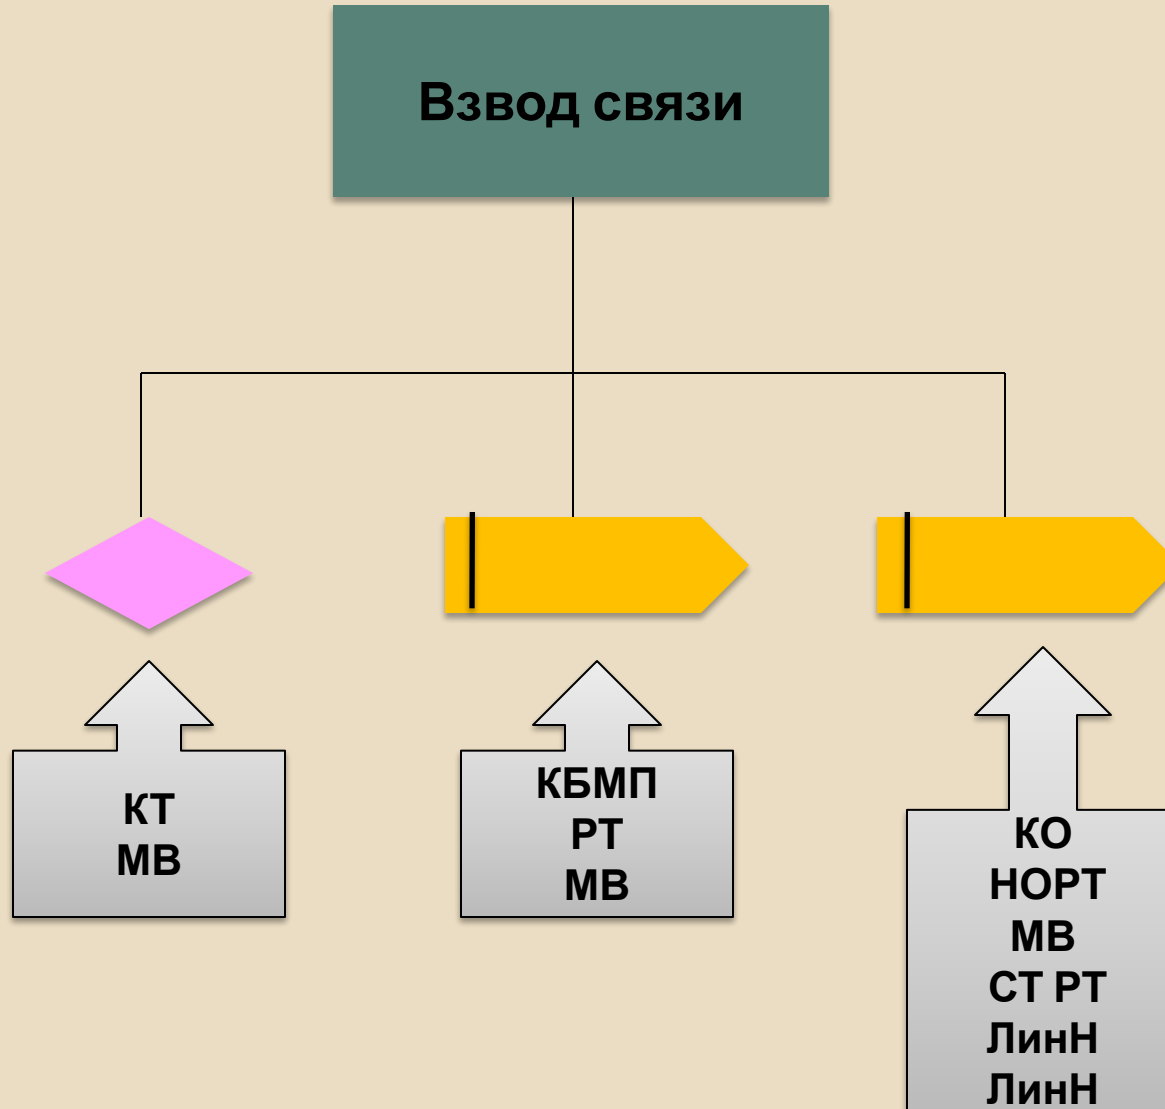 Взвод связи
КТ
МВ
КБМП
РТ
МВ
КО
НОРТ
МВ
СТ РТ
ЛинН
ЛинН